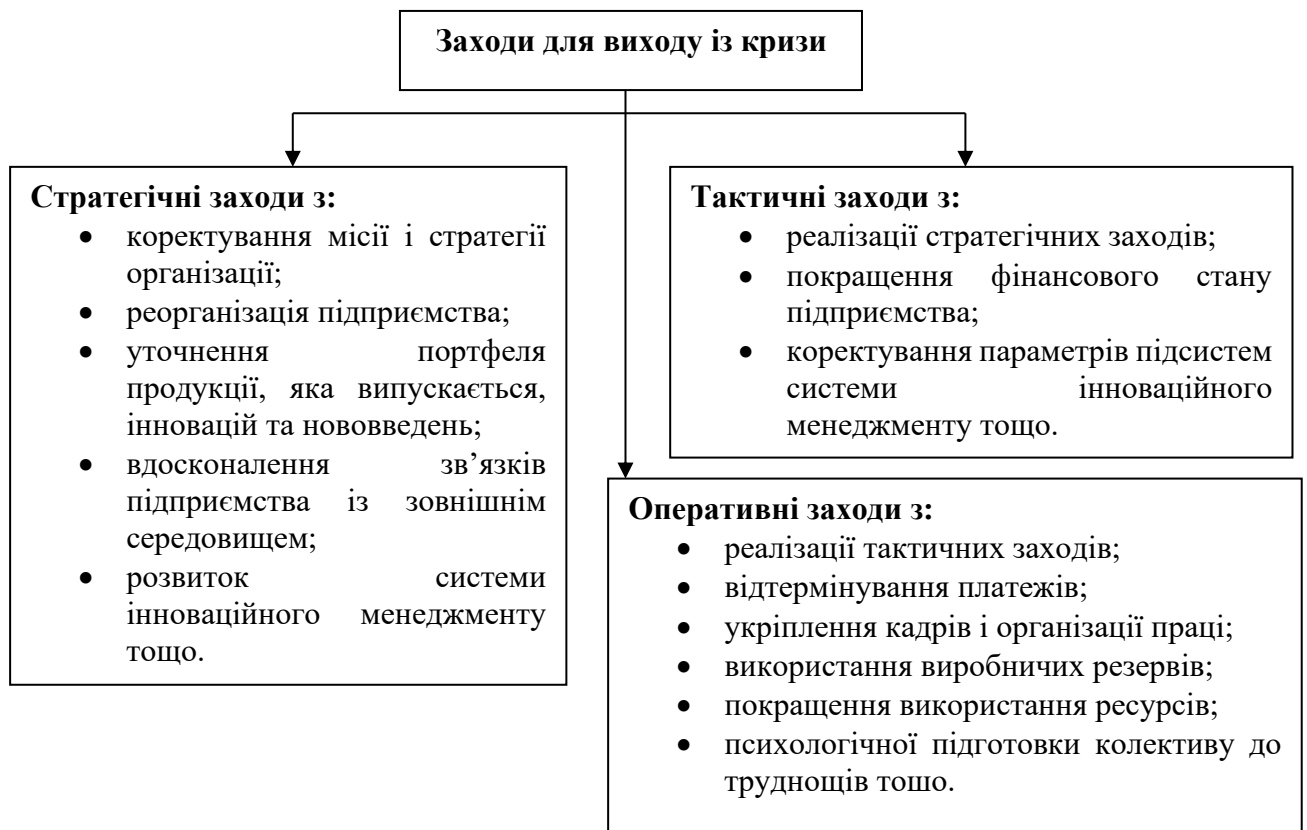 Заходи для виходу із кризи
Стратегічні заходи з:
• коректування місії і стратегії
організації;
• реорганізація підприємства;
• уточнення портфеля
продукції, яка випускається,
інновацій та нововведень;
• вдосконалення зв’язків
підприємства із зовнішнім
середовищем;
• розвиток системи
інноваційного менеджменту
тощо.
Тактичні заходи з:
• реалізації стратегічних заходів;
• покращення фінансового стану
підприємства;
• коректування параметрів підсистем
системи інноваційного
менеджменту тощо.
Оперативні заходи з:
• реалізації тактичних заходів;
• відтермінування платежів;
• укріплення кадрів і організації праці;
• використання виробничих резервів;
• покращення використання ресурсів;
• психологічної підготовки колективу до
труднощів тошо.